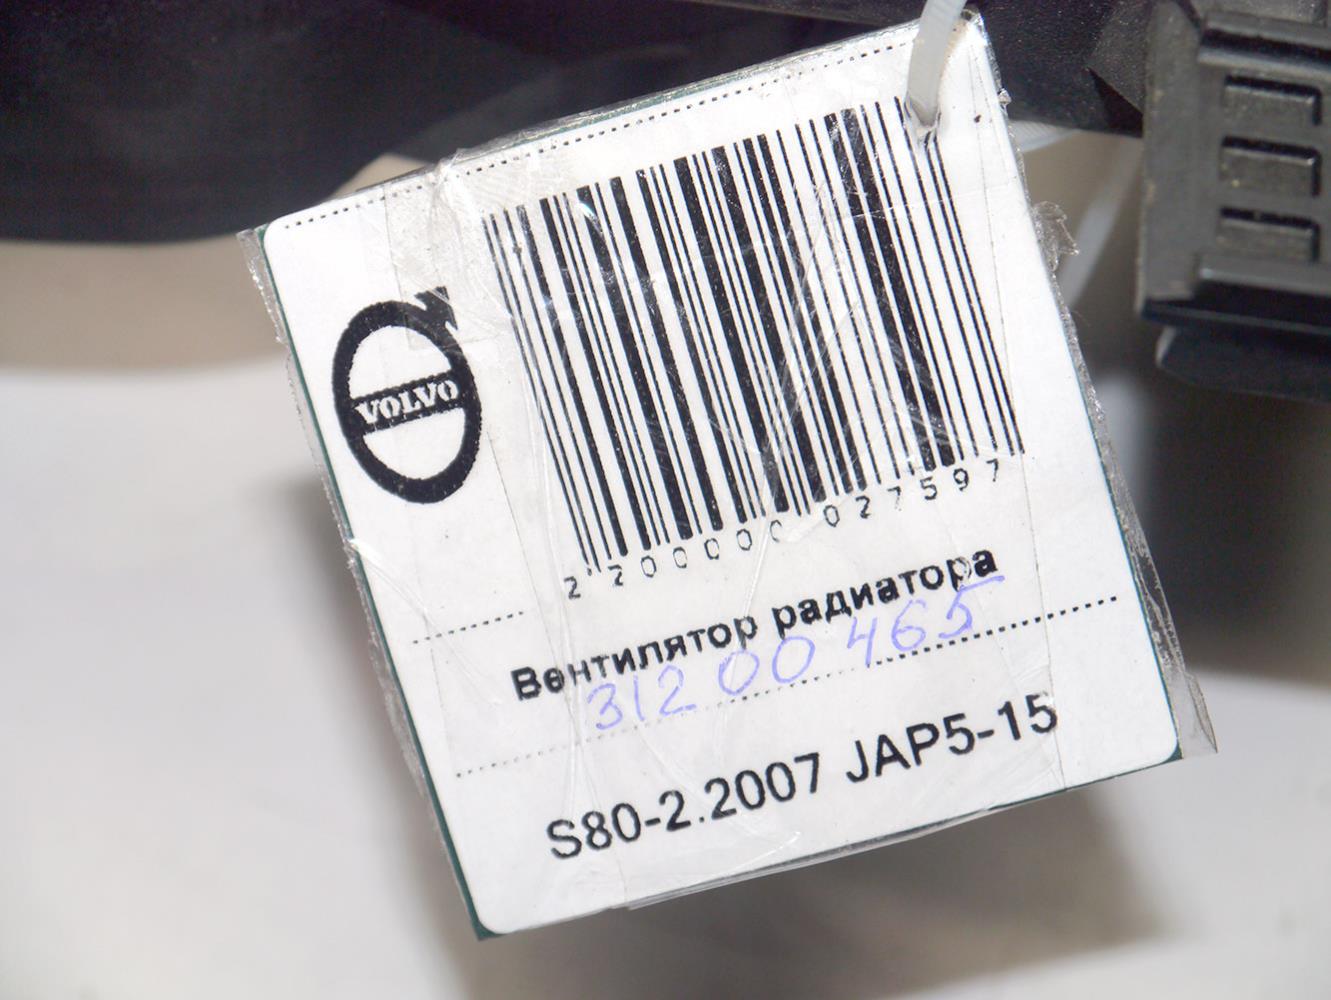 VOLVO
2200000027597
Вентилятор радиатора
31200465
S80-2.2007 JAP5-15